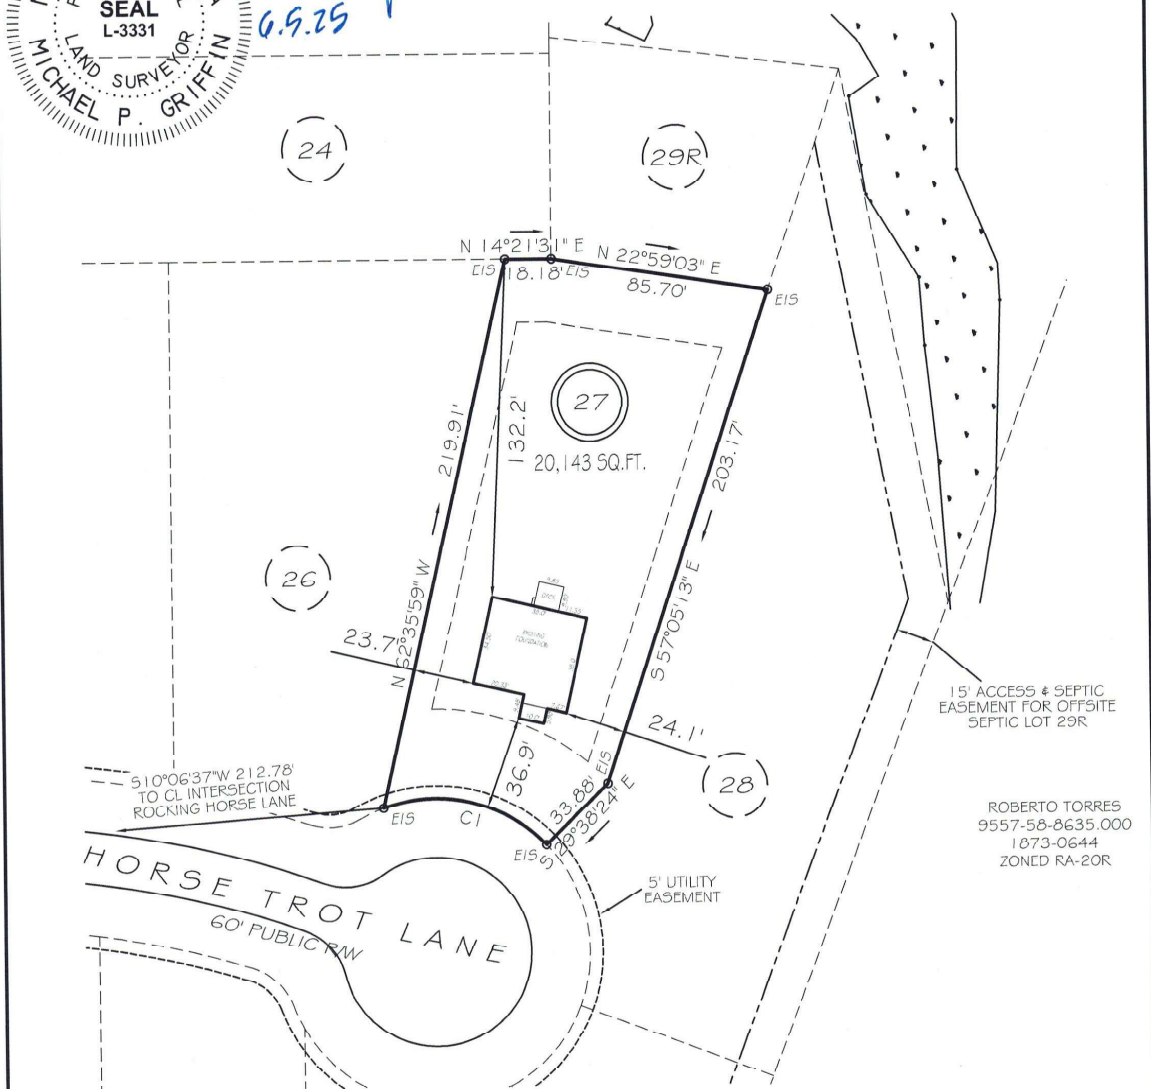 SEAL
L-3331
LAND SURVEYOR
MICHAEL P. GRIFFIN
6.5.25
24
29R
N 14°21'31" E
N 22°59'03" E
EIS
18.18'
EIS
85.70'
EIS
27
20,143 SQ.FT.
132.2'
219.91'
203.17'
26
N 62°35'59" W
S 57°05'13" E
EXISTING
FOUNDATION
23.7'
24.1'
36.9'
15' ACCESS & SEPTIC
EASEMENT FOR OFFSITE
SEPTIC LOT 29R
28
S10°06'37"W 212.78'
TO CL INTERSECTION
ROCKING HORSE LANE
EIS
C1
33.88'
EIS
S 29°38'24" E
EIS
ROBERTO TORRES
9557-58-8635.000
1873-0644
ZONED RA-20R
5' UTILITY
EASEMENT
HORSE TROT LANE
60' PUBLIC R/W